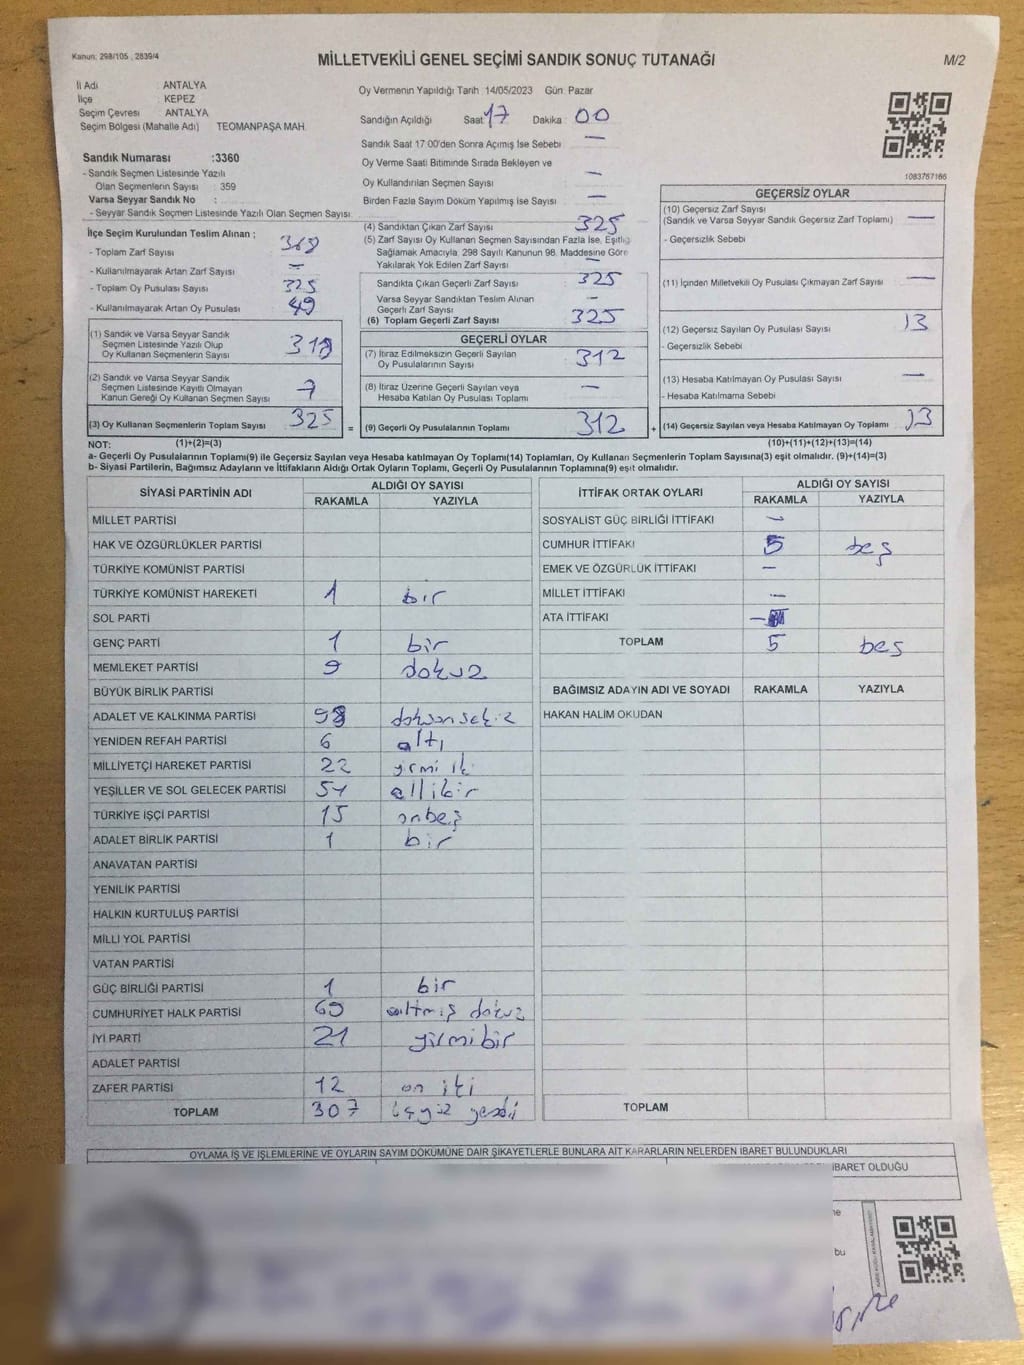 Kanun: 298/105 , 2839/4
MİLLETVEKİLİ GENEL SEÇİMİ SANDIK SONUÇ TUTANAĞI
M/2
İl Adı ANTALYA
İlçe KEPEZ
Seçim Çevresi ANTALYA
Seçim Bölgesi (Mahalle Adı) TEOMANPAŞA MAH.
Oy Vermenin Yapıldığı Tarih 14/05/2023 Gün Pazar
Sandığın Açıldığı Saat 17 Dakika 00
Sandık Saat 17 00'den Sonra Açımış İse Sebebi —
Oy Verme Saati Bitiminde Sırada Bekleyen ve
Oy Kullandırılan Seçmen Sayısı —
Birden Fazla Sayım Döküm Yapılmış İse Sayısı —
1083757166
Sandık Numarası :3360
- Sandık Seçmen Listesinde Yazılı
Olan Seçmenlerin Sayısı : 359
Varsa Seyyar Sandık No :
- Seyyar Sandık Seçmen Listesinde Yazılı Olan Seçmen Sayısı:
İlçe Seçim Kurulundan Teslim Alınan ;
- Toplam Zarf Sayısı
- Kullanılmayarak Artan Zarf Sayısı —
- Toplam Oy Pusulası Sayısı
- Kullanılmayarak Artan Oy Pusulası 49
(1) Sandık ve Varsa Seyyar Sandık
Seçmen Listesinde Yazılı Olup
Oy Kullanan Seçmenlerin Sayısı 318
(2) Sandık ve Varsa Seyyar Sandık
Seçmen Listesinde Kayıtlı Olmayan
Kanun Gereği Oy Kullanan Seçmen Sayısı 7
(3) Oy Kullanan Seçmenlerin Toplam Sayısı 325 =
(4) Sandıktan Çıkan Zarf Sayısı 325
(5) Zarf Sayısı Oy Kullanan Seçmen Sayısından Fazla İse, Eşitliğ
Sağlamak Amacıyla, 298 Sayılı Kanunun 98. Maddesine Göre
Yakılarak Yok Edilen Zarf Sayısı —
Sandıkta Çıkan Geçerli Zarf Sayısı 325
Varsa Seyyar Sandıktan Teslim Alınan
Geçerli Zarf Sayısı —
(6) Toplam Geçerli Zarf Sayısı 325
GEÇERLİ OYLAR
(7) İtiraz Edilmeksizin Geçerli Sayılan
Oy Pusulalarının Sayısı 312
(8) İtiraz Üzerine Geçerli Sayılan veya
Hesaba Katılan Oy Pusulası Toplamı —
(9) Geçerli Oy Pusulalarının Toplamı 312 +
GEÇERSİZ OYLAR
(10) Geçersiz Zarf Sayısı
(Sandık ve Varsa Seyyar Sandık Geçersiz Zarf Toplamı) —
- Geçersizlik Sebebi
(11) İçinden Milletvekili Oy Pusulası Çıkmayan Zarf Sayısı —
(12) Geçersiz Sayılan Oy Pusulası Sayısı 13
- Geçersizlik Sebebi
(13) Hesaba Katılmayan Oy Pusulası Sayısı —
- Hesaba Katılmama Sebebi
(14) Geçersiz Sayılan veya Hesaba Katılmayan Oy Toplamı 13
NOT: (1)+(2)=(3) (10)+(11)+(12)+(13)=(14)
a- Geçerli Oy Pusulalarının Toplamı(9) ile Geçersiz Sayılan veya Hesaba katılmayan Oy Toplamı(14) Toplamları, Oy Kullanan Seçmenlerin Toplam Sayısına(3) eşit olmalıdır. (9)+(14)=(3)
b- Siyasi Partilerin, Bağımsız Adayların ve İttifakların Aldığı Ortak Oyların Toplamı, Geçerli Oy Pusulalarının Toplamına(9) eşit olmalıdır.
SİYASİ PARTİNİN ADI ALDIĞI OY SAYISI
RAKAMLA YAZIYLA
MİLLET PARTİSİ
HAK VE ÖZGÜRLÜKLER PARTİSİ
TÜRKİYE KOMÜNİST PARTİSİ
TÜRKİYE KOMÜNİST HAREKETİ 1 bir
SOL PARTİ
GENÇ PARTİ 1 bir
MEMLEKET PARTİSİ 9 dokuz
BÜYÜK BİRLİK PARTİSİ
ADALET VE KALKINMA PARTİSİ 98 doksan sekiz
YENİDEN REFAH PARTİSİ 6 altı
MİLLİYETÇİ HAREKET PARTİSİ 22 yirmi iki
YEŞİLLER VE SOL GELECEK PARTİSİ 51 ellibir
TÜRKİYE İŞÇİ PARTİSİ 15 onbeş
ADALET BİRLİK PARTİSİ 1 bir
ANAVATAN PARTİSİ
YENİLİK PARTİSİ
HALKIN KURTULUŞ PARTİSİ
MİLLİ YOL PARTİSİ
VATAN PARTİSİ
GÜÇ BİRLİĞİ PARTİSİ 1 bir
CUMHURİYET HALK PARTİSİ 69 altmış dokuz
İYİ PARTİ 21 yirmibir
ADALET PARTİSİ
ZAFER PARTİSİ 12 on iki
TOPLAM 307 üçyüz yedi
İTTİFAK ORTAK OYLARI ALDIĞI OY SAYISI
RAKAMLA YAZIYLA
SOSYALİST GÜÇ BİRLİĞİ İTTİFAKI —
CUMHUR İTTİFAKI 5 beş
EMEK VE ÖZGÜRLÜK İTTİFAKI —
MİLLET İTTİFAKI —
ATA İTTİFAKI —
TOPLAM 5 beş
BAĞIMSIZ ADAYIN ADI VE SOYADI RAKAMLA YAZIYLA
HAKAN HALİM OKUDAN
TOPLAM
OYLAMA İŞ VE İŞLEMLERİNE VE OYLARIN SAYIM DÖKÜMÜNE DAİR ŞİKAYETLERLE BUNLARA AİT KARARLARIN NELERDEN İBARET BULUNDUKLARI
İBARET OLDUĞU
ne
bu